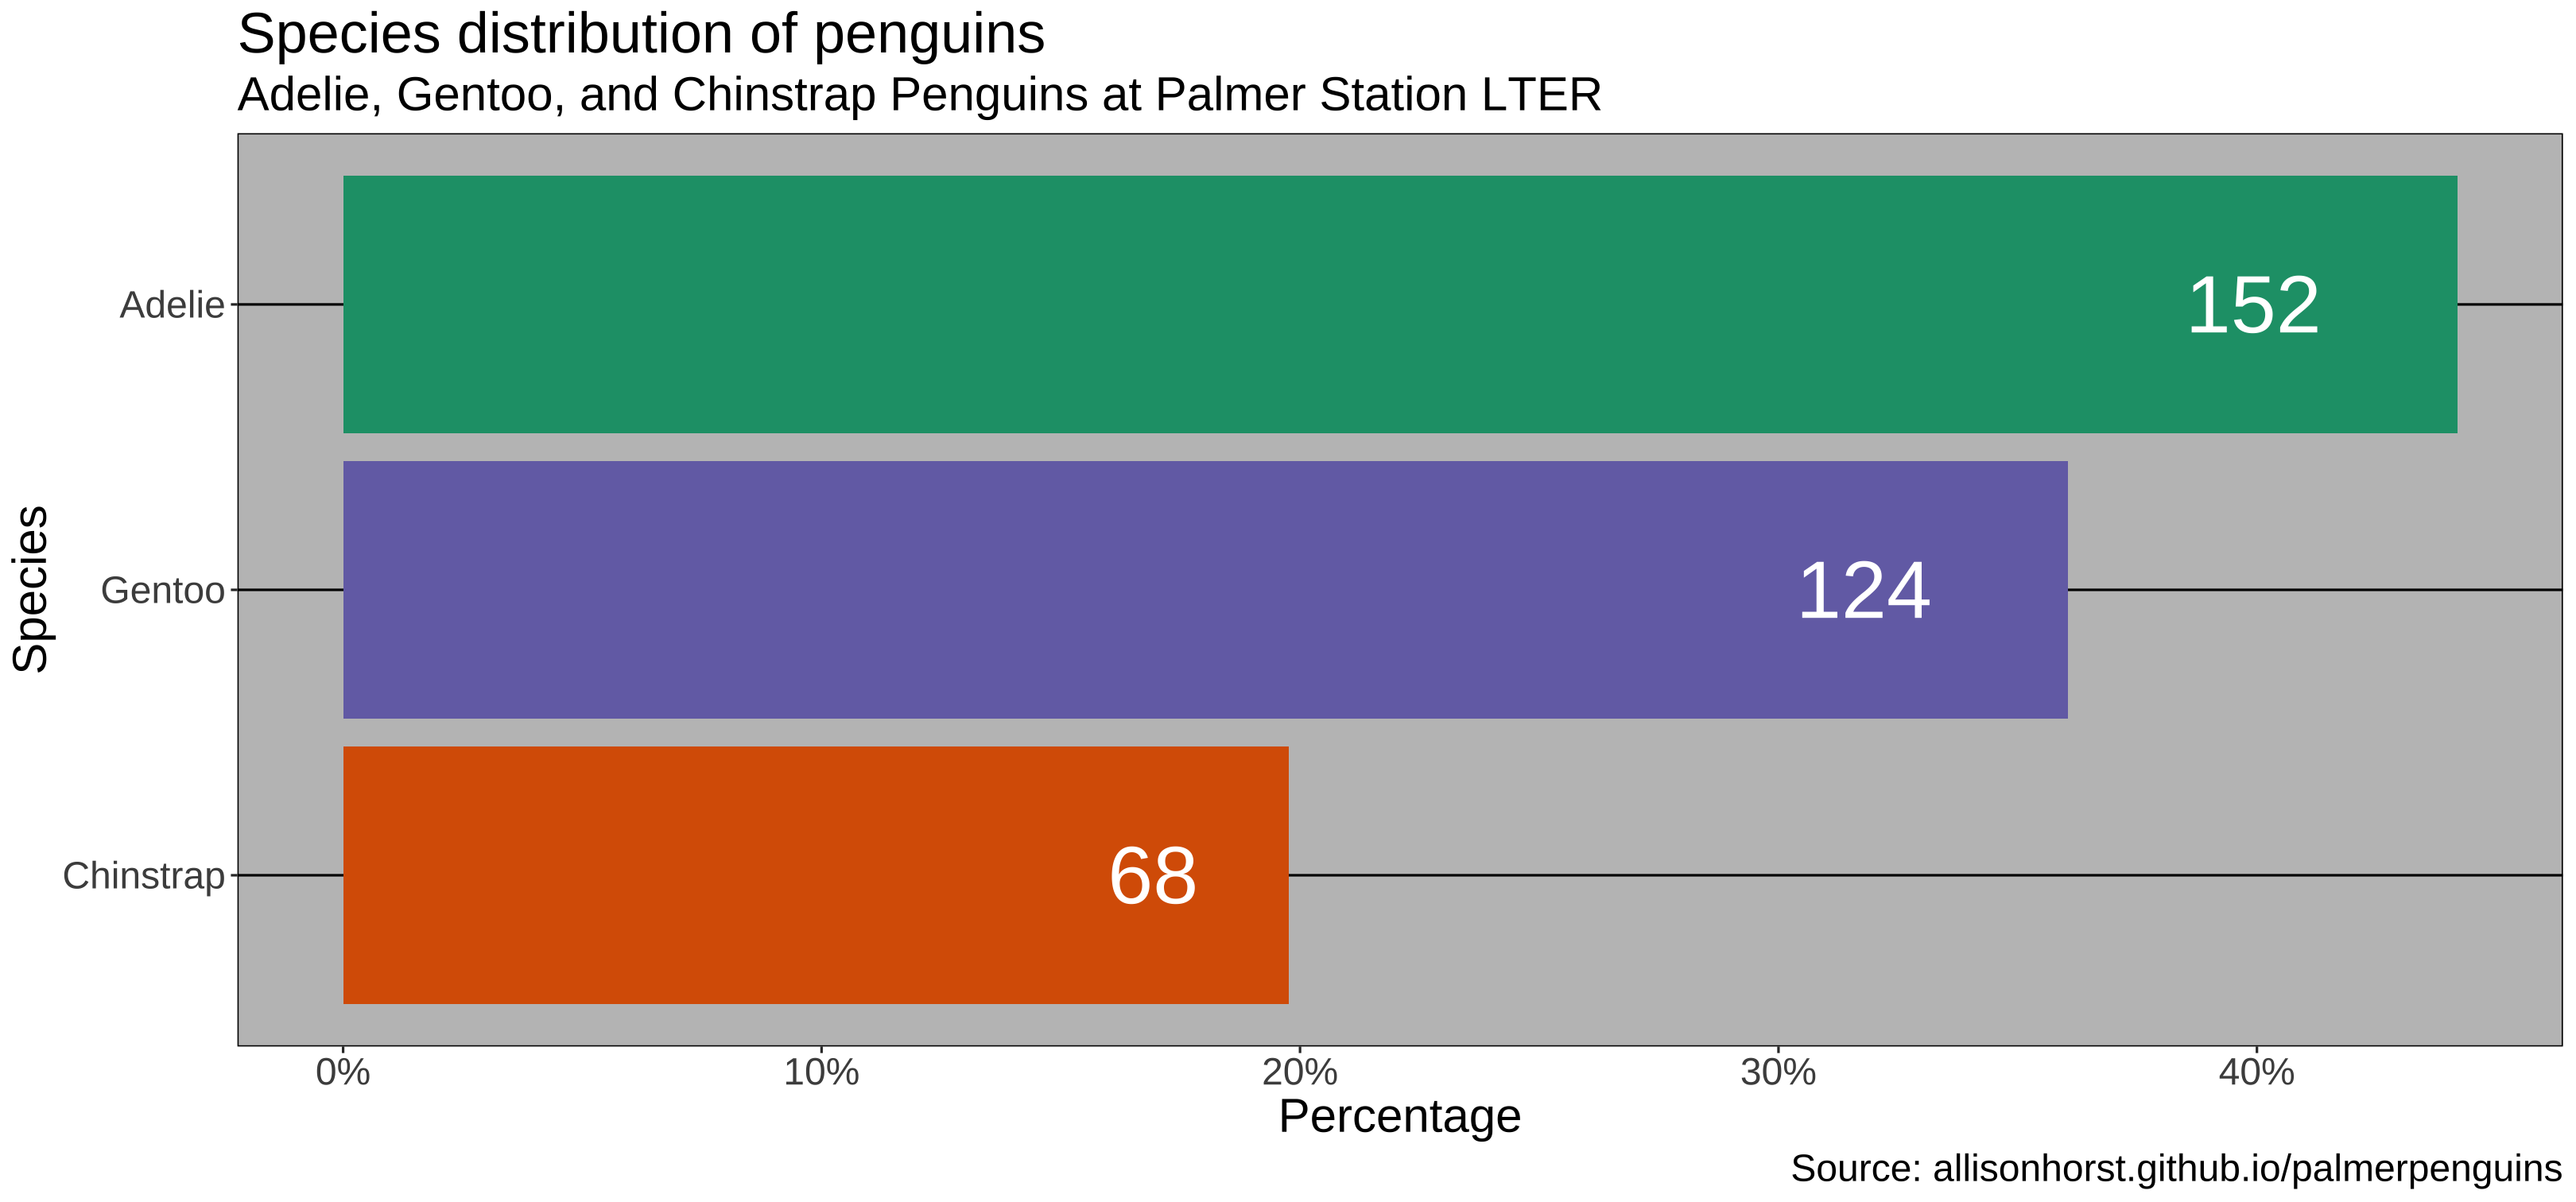 Species distribution of penguins
Adelie, Gentoo, and Chinstrap Penguins at Palmer Station LTER
Species
Adelie
152
Gentoo
124
Chinstrap
68
0% 10% 20% 30% 40%
Percentage
Source: allisonhorst.github.io/palmerpenguins